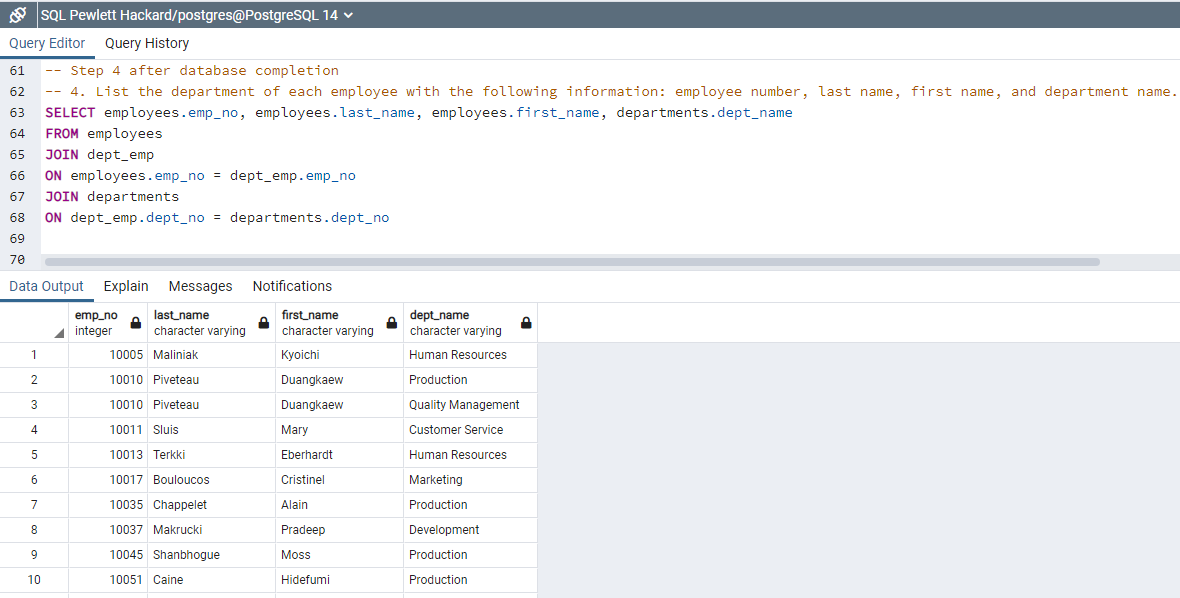 SQL Pewlett Hackard/postgres@PostgreSQL 14
Query Editor Query History
61 -- Step 4 after database completion
62 -- 4. List the department of each employee with the following information: employee number, last name, first name, and department name.
63 SELECT employees.emp_no, employees.last_name, employees.first_name, departments.dept_name
64 FROM employees
65 JOIN dept_emp
66 ON employees.emp_no = dept_emp.emp_no
67 JOIN departments
68 ON dept_emp.dept_no = departments.dept_no
69
70
Data Output Explain Messages Notifications
emp_no last_name first_name dept_name
integer character varying character varying character varying
1 10005 Maliniak Kyoichi Human Resources
2 10010 Piveteau Duangkaew Production
3 10010 Piveteau Duangkaew Quality Management
4 10011 Sluis Mary Customer Service
5 10013 Terkki Eberhardt Human Resources
6 10017 Bouloucos Cristinel Marketing
7 10035 Chappelet Alain Production
8 10037 Makrucki Pradeep Development
9 10045 Shanbhogue Moss Production
10 10051 Caine Hidefumi Production